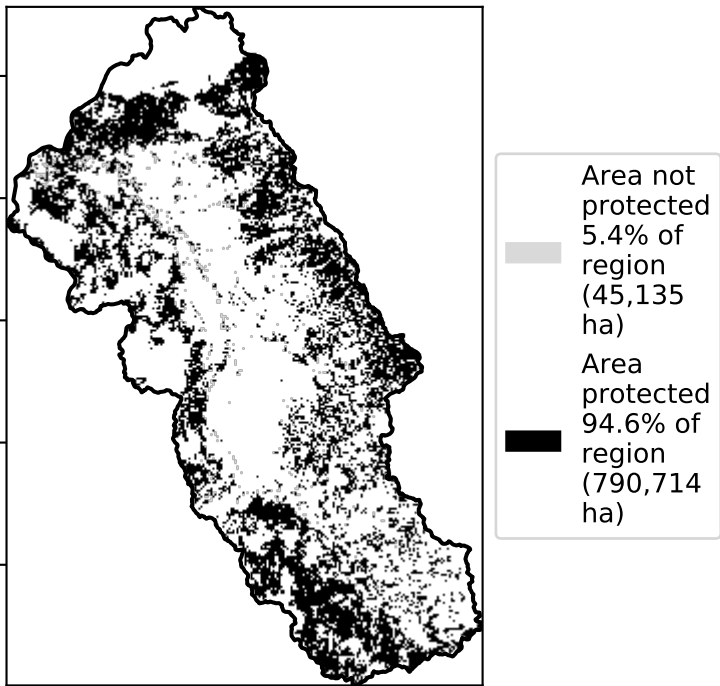 Area not
protected
5.4% of
region
(45,135
ha)
Area
protected
94.6% of
region
(790,714
ha)